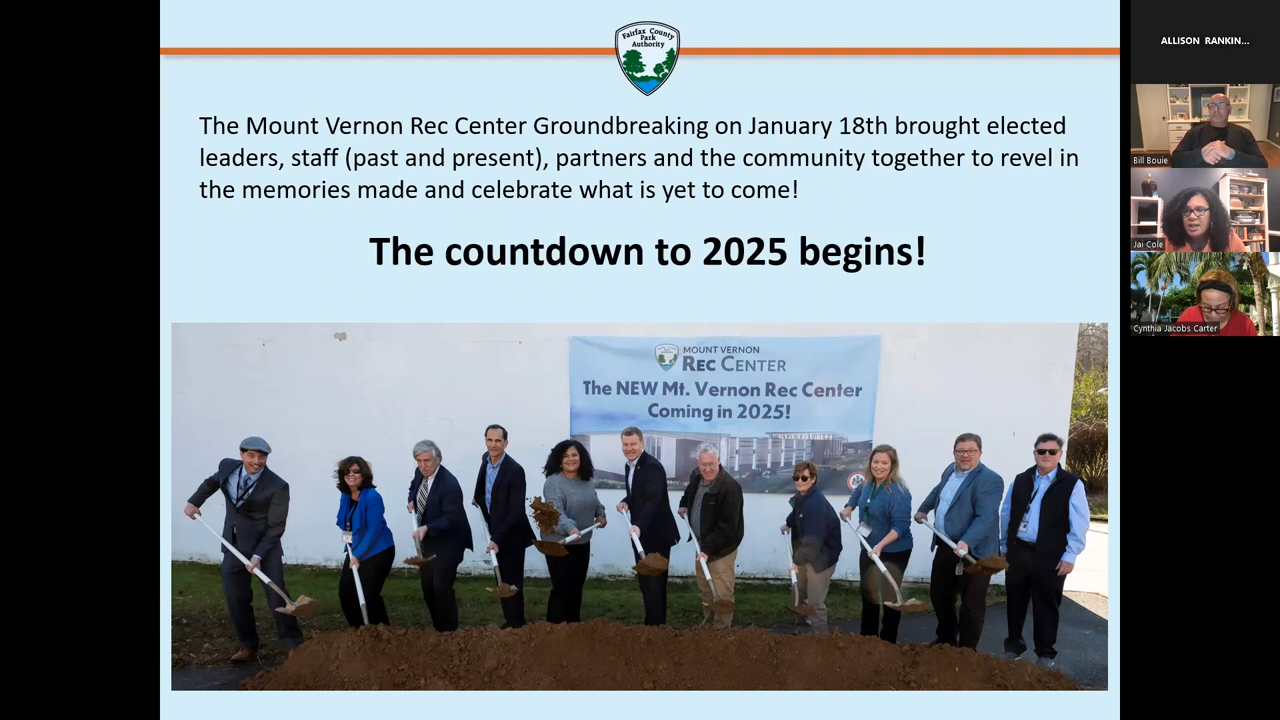 Fairfax County
Park
Authority
The Mount Vernon Rec Center Groundbreaking on January 18th brought elected
leaders, staff (past and present), partners and the community together to revel in
the memories made and celebrate what is yet to come!
The countdown to 2025 begins!
MOUNT VERNON
REC CENTER
The NEW Mt. Vernon Rec Center
Coming in 2025!
ALLISON RANKIN...
Bill Bouie
Jai Cole
Cynthia Jacobs Carter